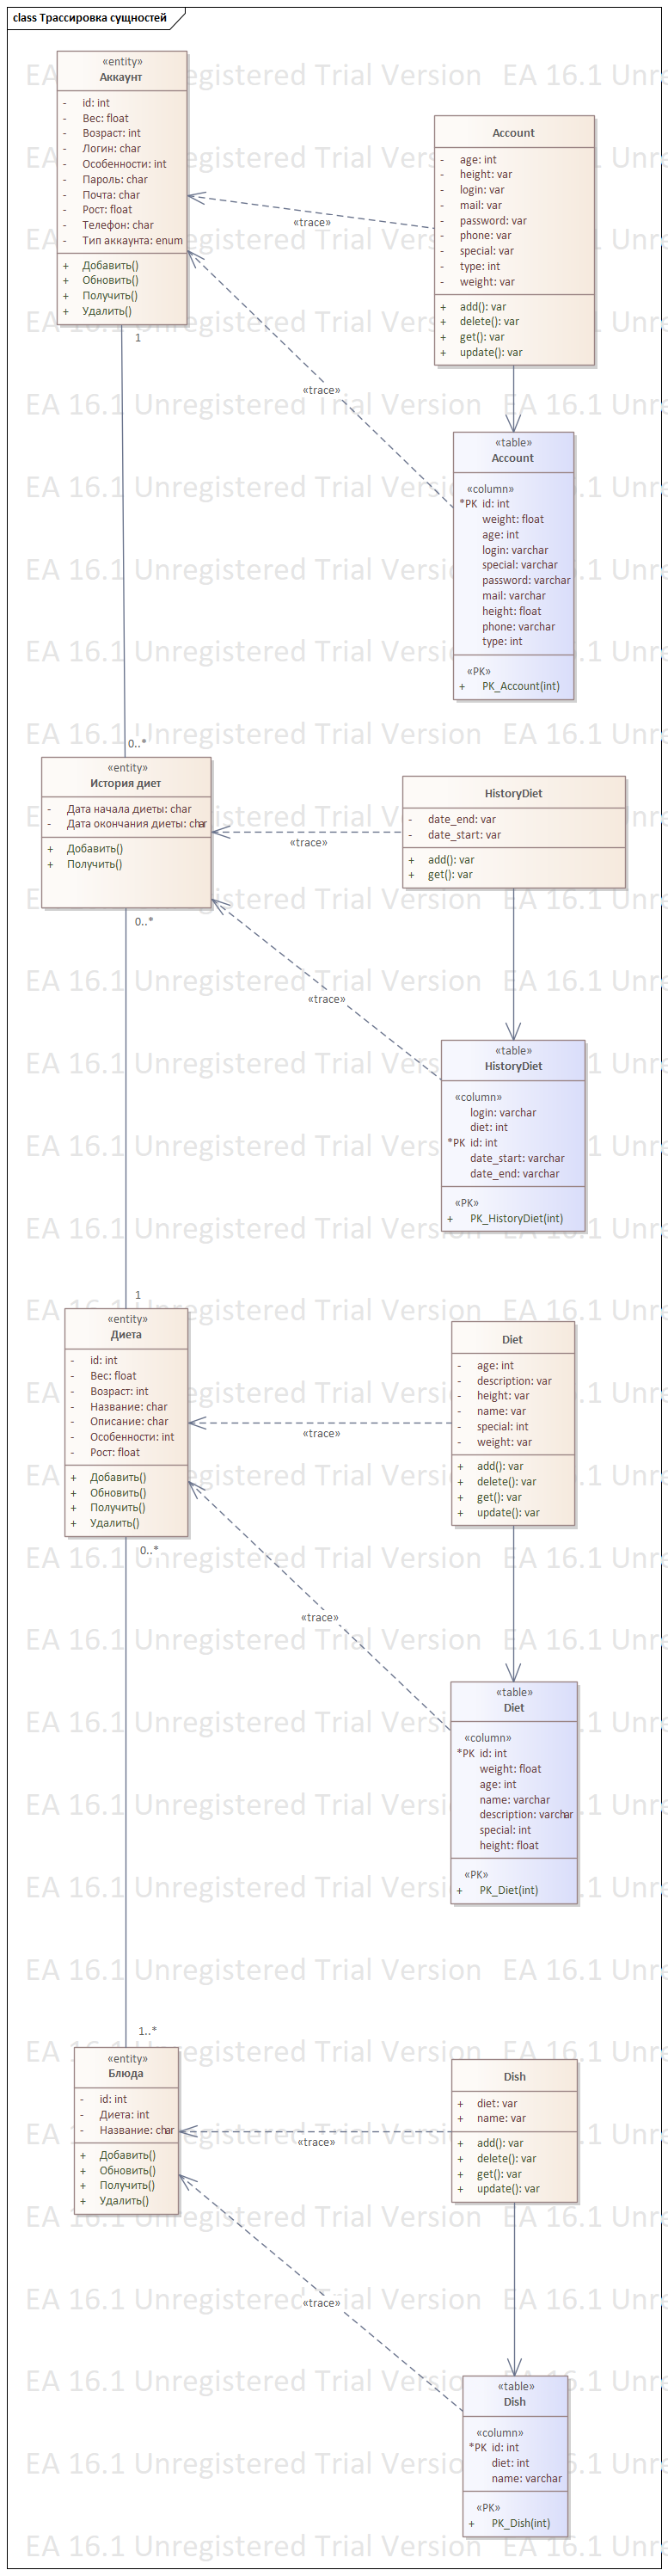 class Трассировка сущностей
«entity»
Аккаунт
- id: int
- Вес: float
- Возраст: int
- Логин: char
- Особенности: int
- Пароль: char
- Почта: char
- Рост: float
- Телефон: char
- Тип аккаунта: enum
+ Добавить()
+ Обновить()
+ Получить()
+ Удалить()
1
Account
- age: int
- height: var
- login: var
- mail: var
- password: var
- phone: var
- special: var
- type: int
- weight: var
+ add(): var
+ delete(): var
+ get(): var
+ update(): var
«trace»
«trace»
«table»
Account
«column»
*PK id: int
weight: float
age: int
login: varchar
special: varchar
password: varchar
mail: varchar
height: float
phone: varchar
type: int
«PK»
+ PK_Account(int)
0..*
«entity»
История диет
- Дата начала диеты: char
- Дата окончания диеты: char
+ Добавить()
+ Получить()
0..*
HistoryDiet
- date_end: var
- date_start: var
+ add(): var
+ get(): var
«trace»
«trace»
«table»
HistoryDiet
«column»
login: varchar
diet: int
*PK id: int
date_start: varchar
date_end: varchar
«PK»
+ PK_HistoryDiet(int)
1
«entity»
Диета
- id: int
- Вес: float
- Возраст: int
- Название: char
- Описание: char
- Особенности: int
- Рост: float
+ Добавить()
+ Обновить()
+ Получить()
+ Удалить()
0..*
Diet
- age: int
- description: var
- height: var
- name: var
- special: int
- weight: var
+ add(): var
+ delete(): var
+ get(): var
+ update(): var
«trace»
«trace»
«table»
Diet
«column»
*PK id: int
weight: float
age: int
name: varchar
description: varchar
special: int
height: float
«PK»
+ PK_Diet(int)
1..*
«entity»
Блюда
- id: int
- Диета: int
- Название: char
+ Добавить()
+ Обновить()
+ Получить()
+ Удалить()
Dish
+ diet: var
+ name: var
+ add(): var
+ delete(): var
+ get(): var
+ update(): var
«trace»
«trace»
«table»
Dish
«column»
*PK id: int
diet: int
name: varchar
«PK»
+ PK_Dish(int)
EA 16.1 Unregistered Trial Version